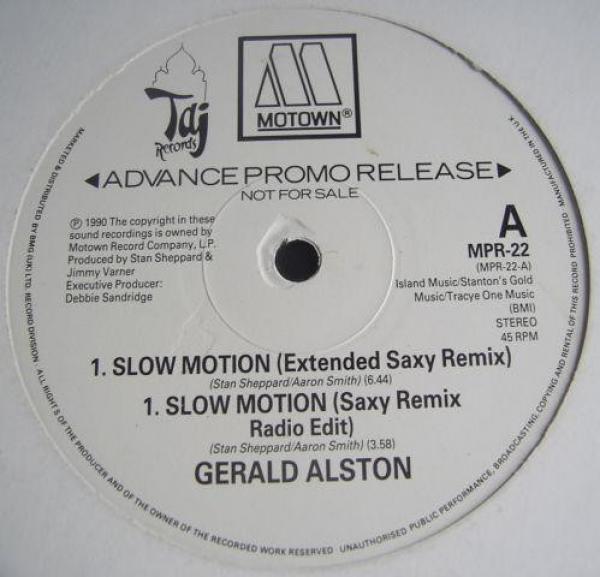 Taj
Records
MOTOWN®
◀ADVANCE PROMO RELEASE▶
NOT FOR SALE
℗ 1990 The copyright in these
sound recordings is owned by
Motown Record Company, L.P.
Produced by Stan Sheppard &
Jimmy Varner
Executive Producer:
Debbie Sandridge
A
MPR-22
(MPR-22-A)
Island Music/Stanton's Gold
Music/Tracye One Music
(BMI)
STEREO
45 RPM
1. SLOW MOTION (Extended Saxy Remix)
(Stan Sheppard/Aaron Smith) (6.44)
1. SLOW MOTION (Saxy Remix
Radio Edit)
(Stan Sheppard/Aaron Smith) (3.58)
GERALD ALSTON
MARKETED & DISTRIBUTED BY BMG (UK) LTD. RECORD DIVISION · ALL RIGHTS OF THE PRODUCER AND OF THE OWNER OF THE RECORDED WORK RESERVED · UNAUTHORISED PUBLIC PERFORMANCE, BROADCASTING, COPYING AND RENTAL OF THIS RECORD PROHIBITED · MANUFACTURED IN THE U.K.